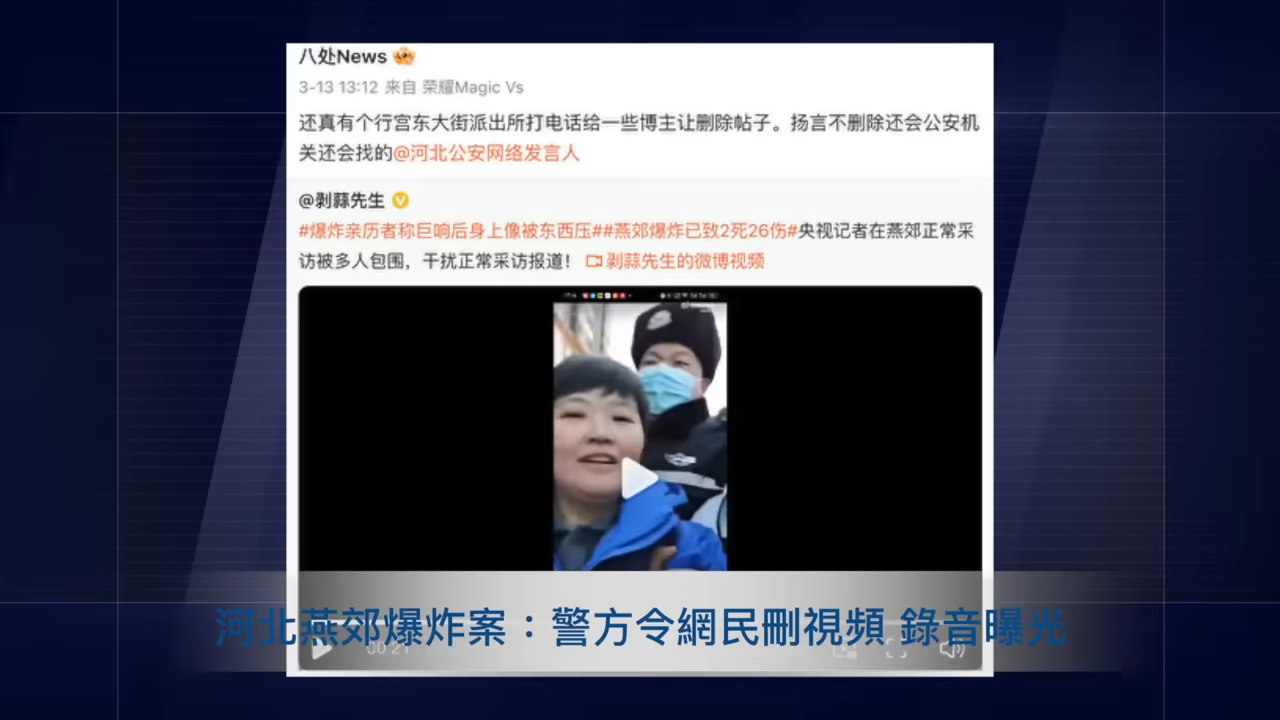 八处News
3-13 13:12 来自 荣耀Magic Vs
还真有个行宫东大街派出所打电话给一些博主让删除帖子。扬言不删除还会公安机
关还会找的@河北公安网络发言人
@剥蒜先生
#爆炸亲历者称巨响后身上像被东西压##燕郊爆炸已致2死26伤#央视记者在燕郊正常采
访被多人包围，干扰正常采访报道！ 剥蒜先生的微博视频
河北燕郊爆炸案：警方令網民刪視頻 錄音曝光
00:21